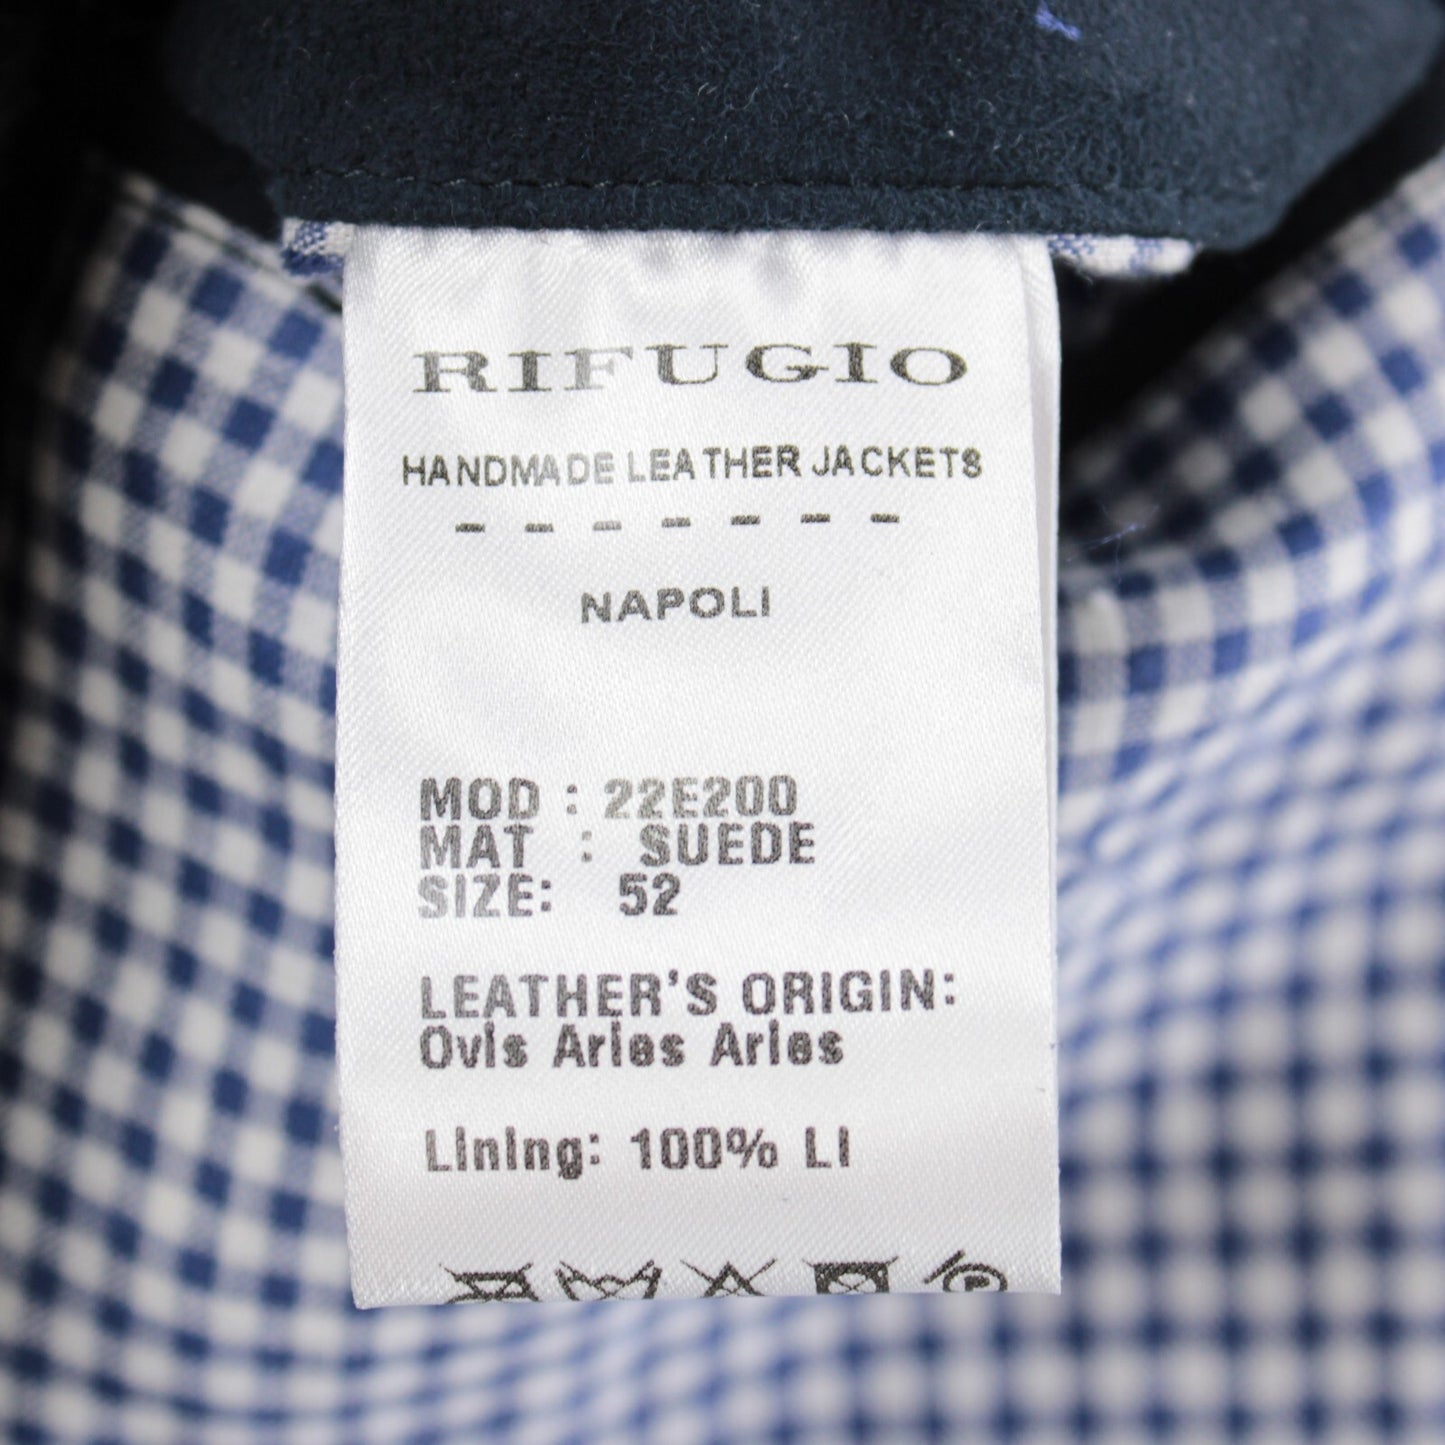 RIFUGIO
HANDMADE LEATHER JACKETS
- - - - - - -
NAPOLI
MOD : 22E200
MAT : SUEDE
SIZE: 52
LEATHER'S ORIGIN:
Ovis Aries Aries
Lining: 100% LI
P